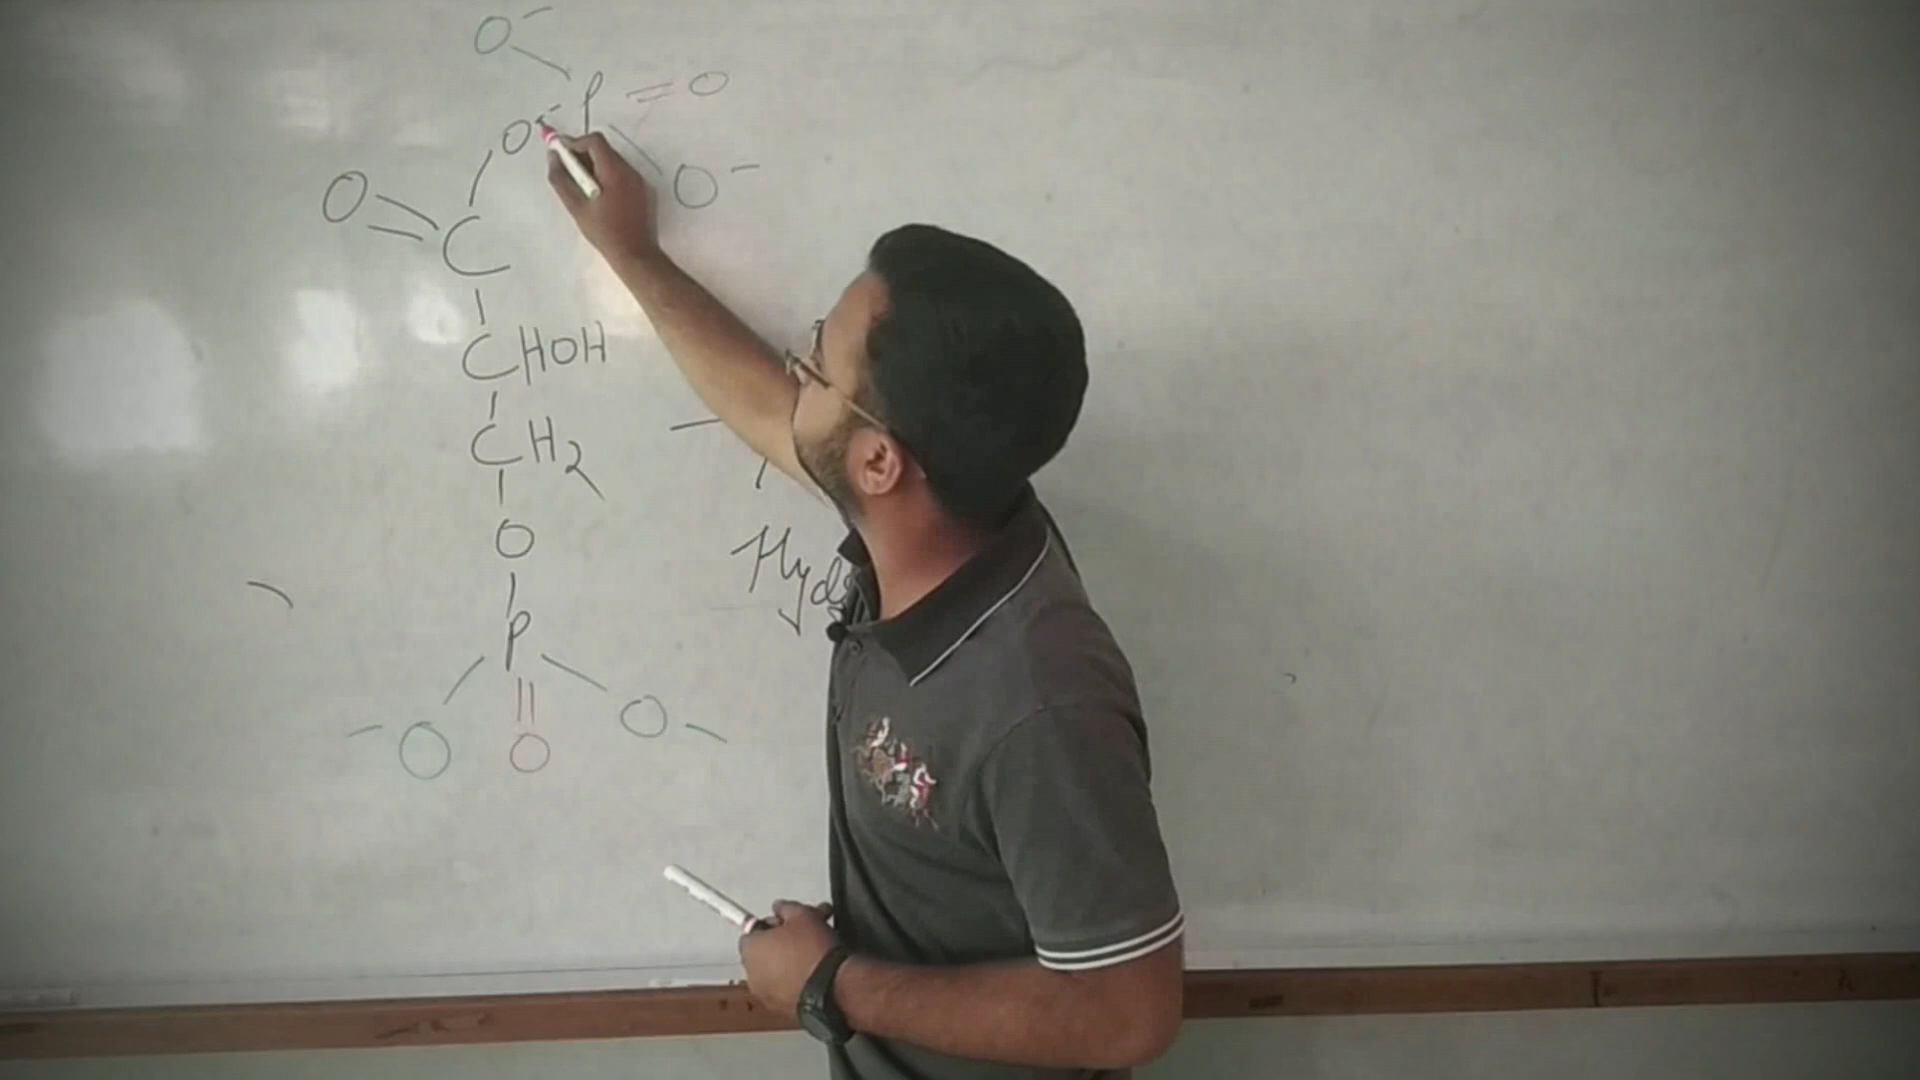 O⁻
P = O
O⁻
O⁻
O
C
CHOH
CH2
O
P
⁻O O O⁻
Hyd